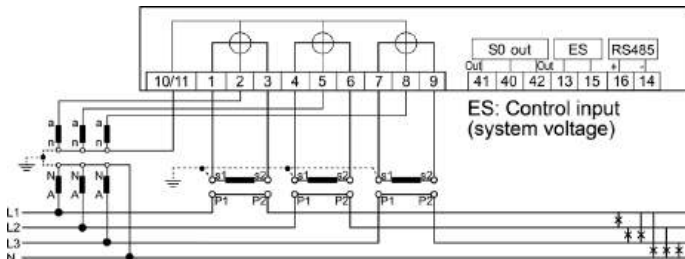 S0 out ES RS485
Out Out + -
10/11 1 2 3 4 5 6 7 8 9 41 40 42 13 15 16 14
ES: Control input
(system voltage)
a a a
n n n
s1 s2 s1 s2 s1 s2
N N N
A A A
P1 P2 P1 P2 P1 P2
L1
L2
L3
N